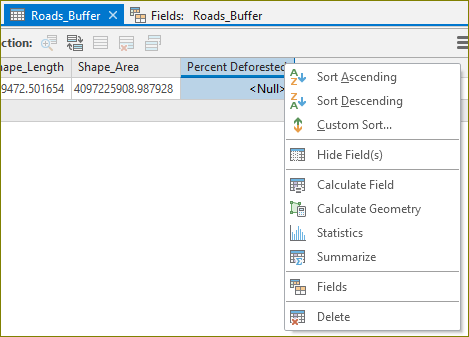 Roads_Buffer Fields: Roads_Buffer
ction:
hape_Length Shape_Area Percent Deforested
9472.501654 4097225908.987928 <Null>
Sort Ascending
Sort Descending
Custom Sort...
Hide Field(s)
Calculate Field
Calculate Geometry
Statistics
Summarize
Fields
Delete